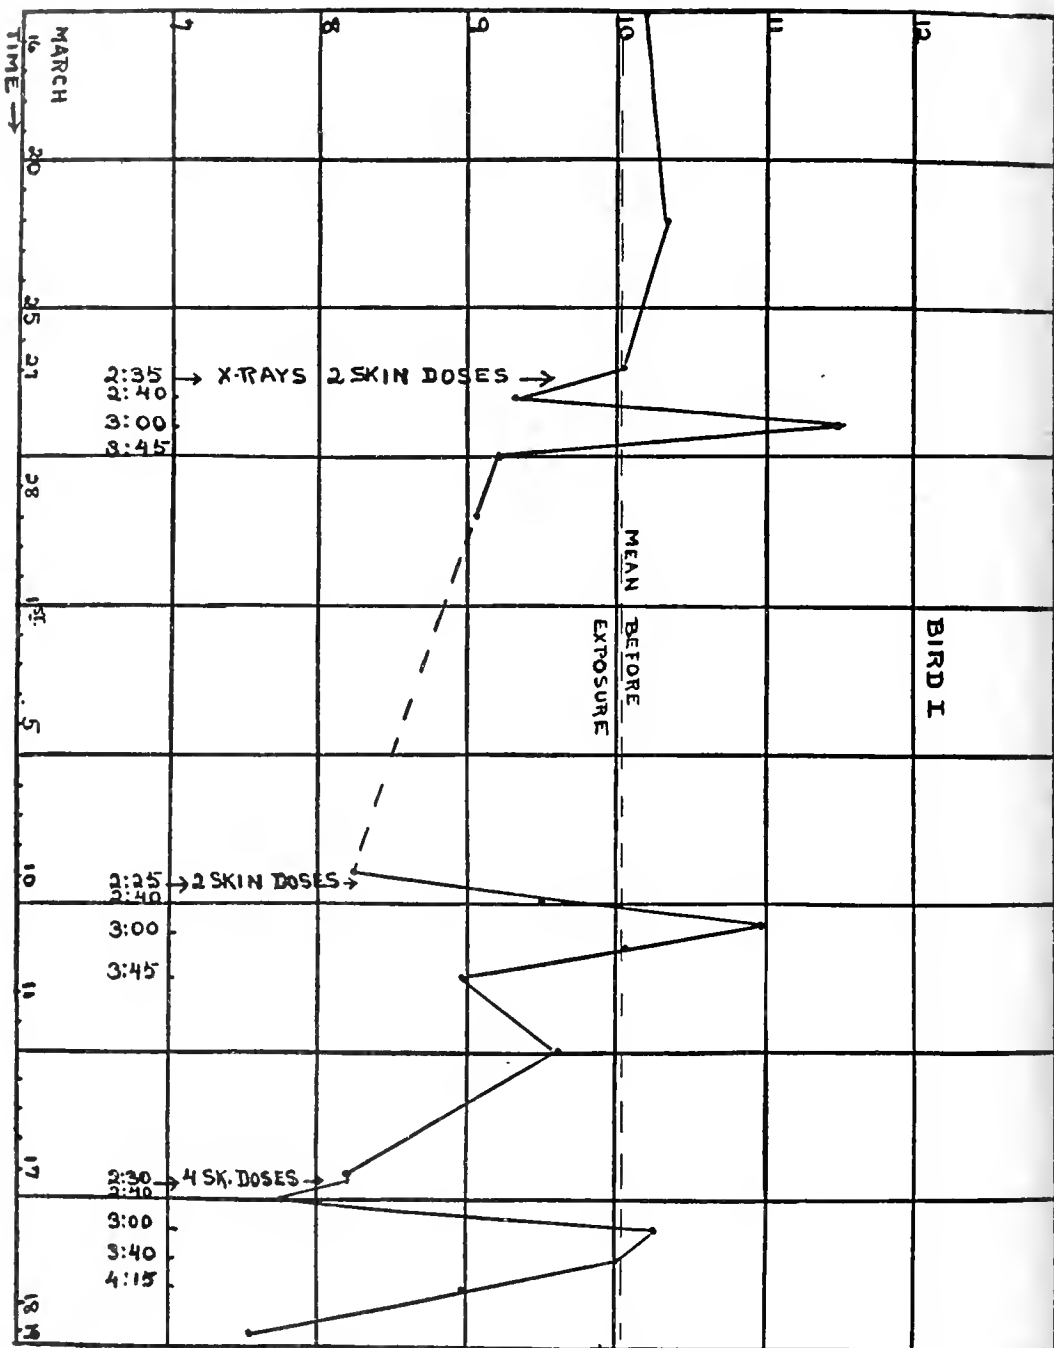 BIRD I
12
11
10
9
8
7
MEAN BEFORE
EXPOSURE
→ X-RAYS 2 SKIN DOSES →
→ 2 SKIN DOSES →
→ 4 SK. DOSES →
2:35
2:40
3:00
3:45
2:25
2:40
3:00
3:45
2:30
2:40
3:00
3:40
4:15
MARCH
16 20 25 27 28 1ST. 5 10 11 17 18 19
TIME →